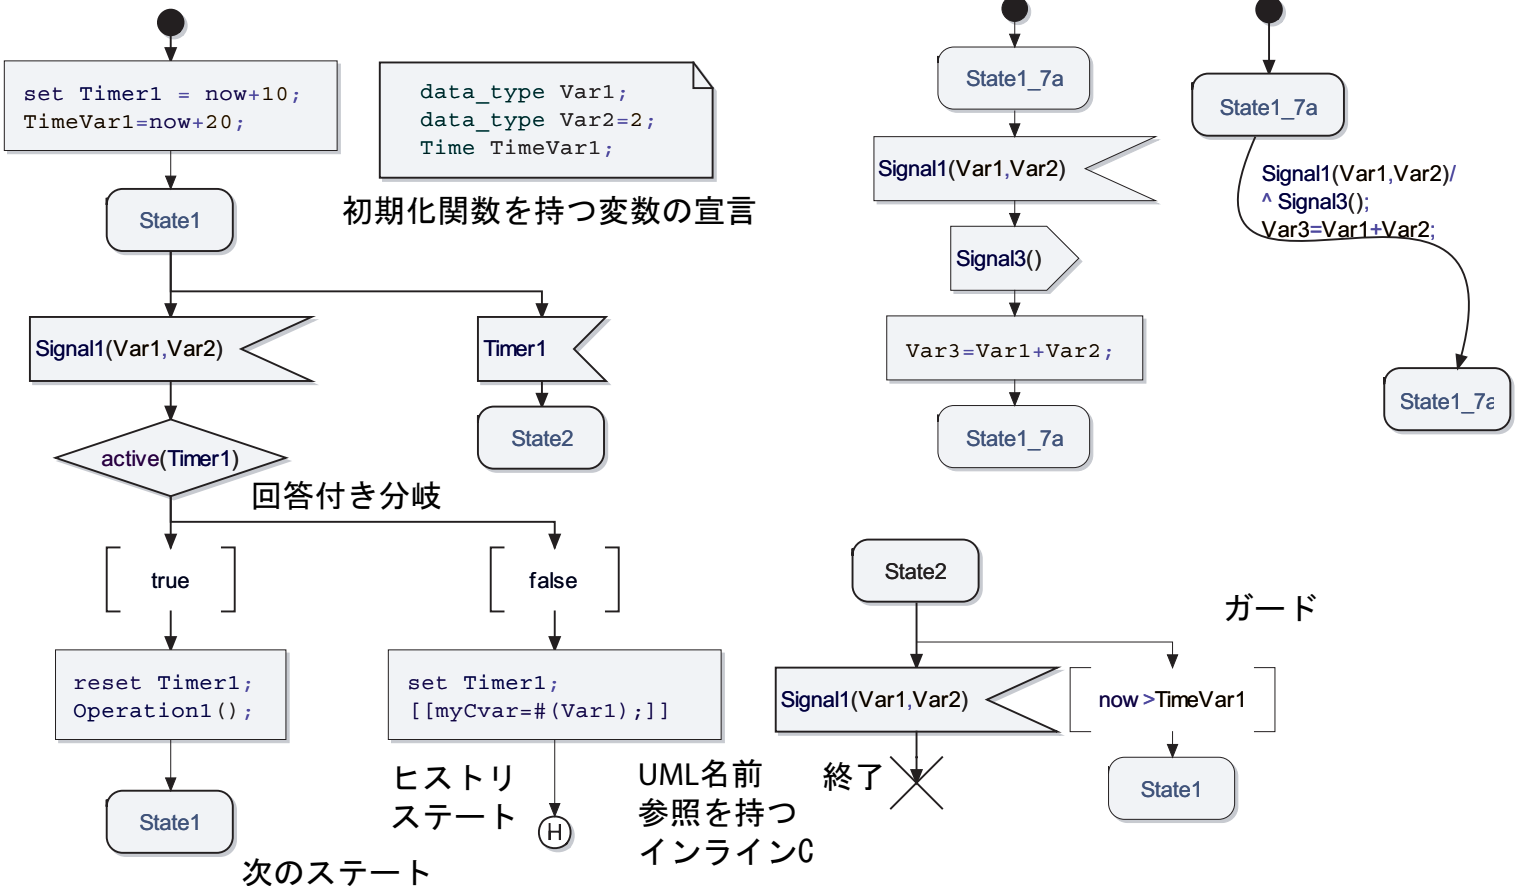 set Timer1 = now+10;
TimeVar1=now+20;
data_type Var1;
data_type Var2=2;
Time TimeVar1;
初期化関数を持つ変数の宣言
State1
Signal1(Var1,Var2)
Timer1
State2
active(Timer1)
回答付き分岐
true
false
reset Timer1;
Operation1();
set Timer1;
[[myCvar=#(Var1);]]
State1
次のステート
ヒストリ
ステート
H
UML名前
参照を持つ
インラインC
State1_7a
Signal1(Var1,Var2)
Signal3()
Var3=Var1+Var2;
State1_7a
State1_7a
Signal1(Var1,Var2)/
^ Signal3();
Var3=Var1+Var2;
State1_7a
State2
ガード
Signal1(Var1,Var2)
now >TimeVar1
終了
State1